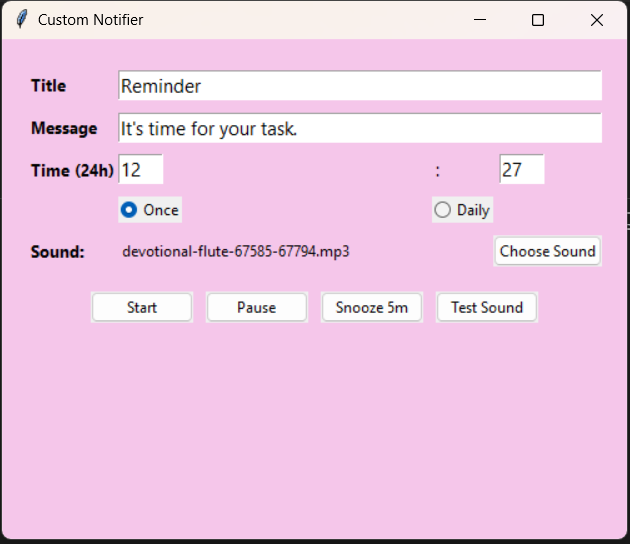 Custom Notifier
Title Reminder
Message It's time for your task.
Time (24h) 12 : 27
Once Daily
Sound: devotional-flute-67585-67794.mp3 Choose Sound
Start Pause Snooze 5m Test Sound